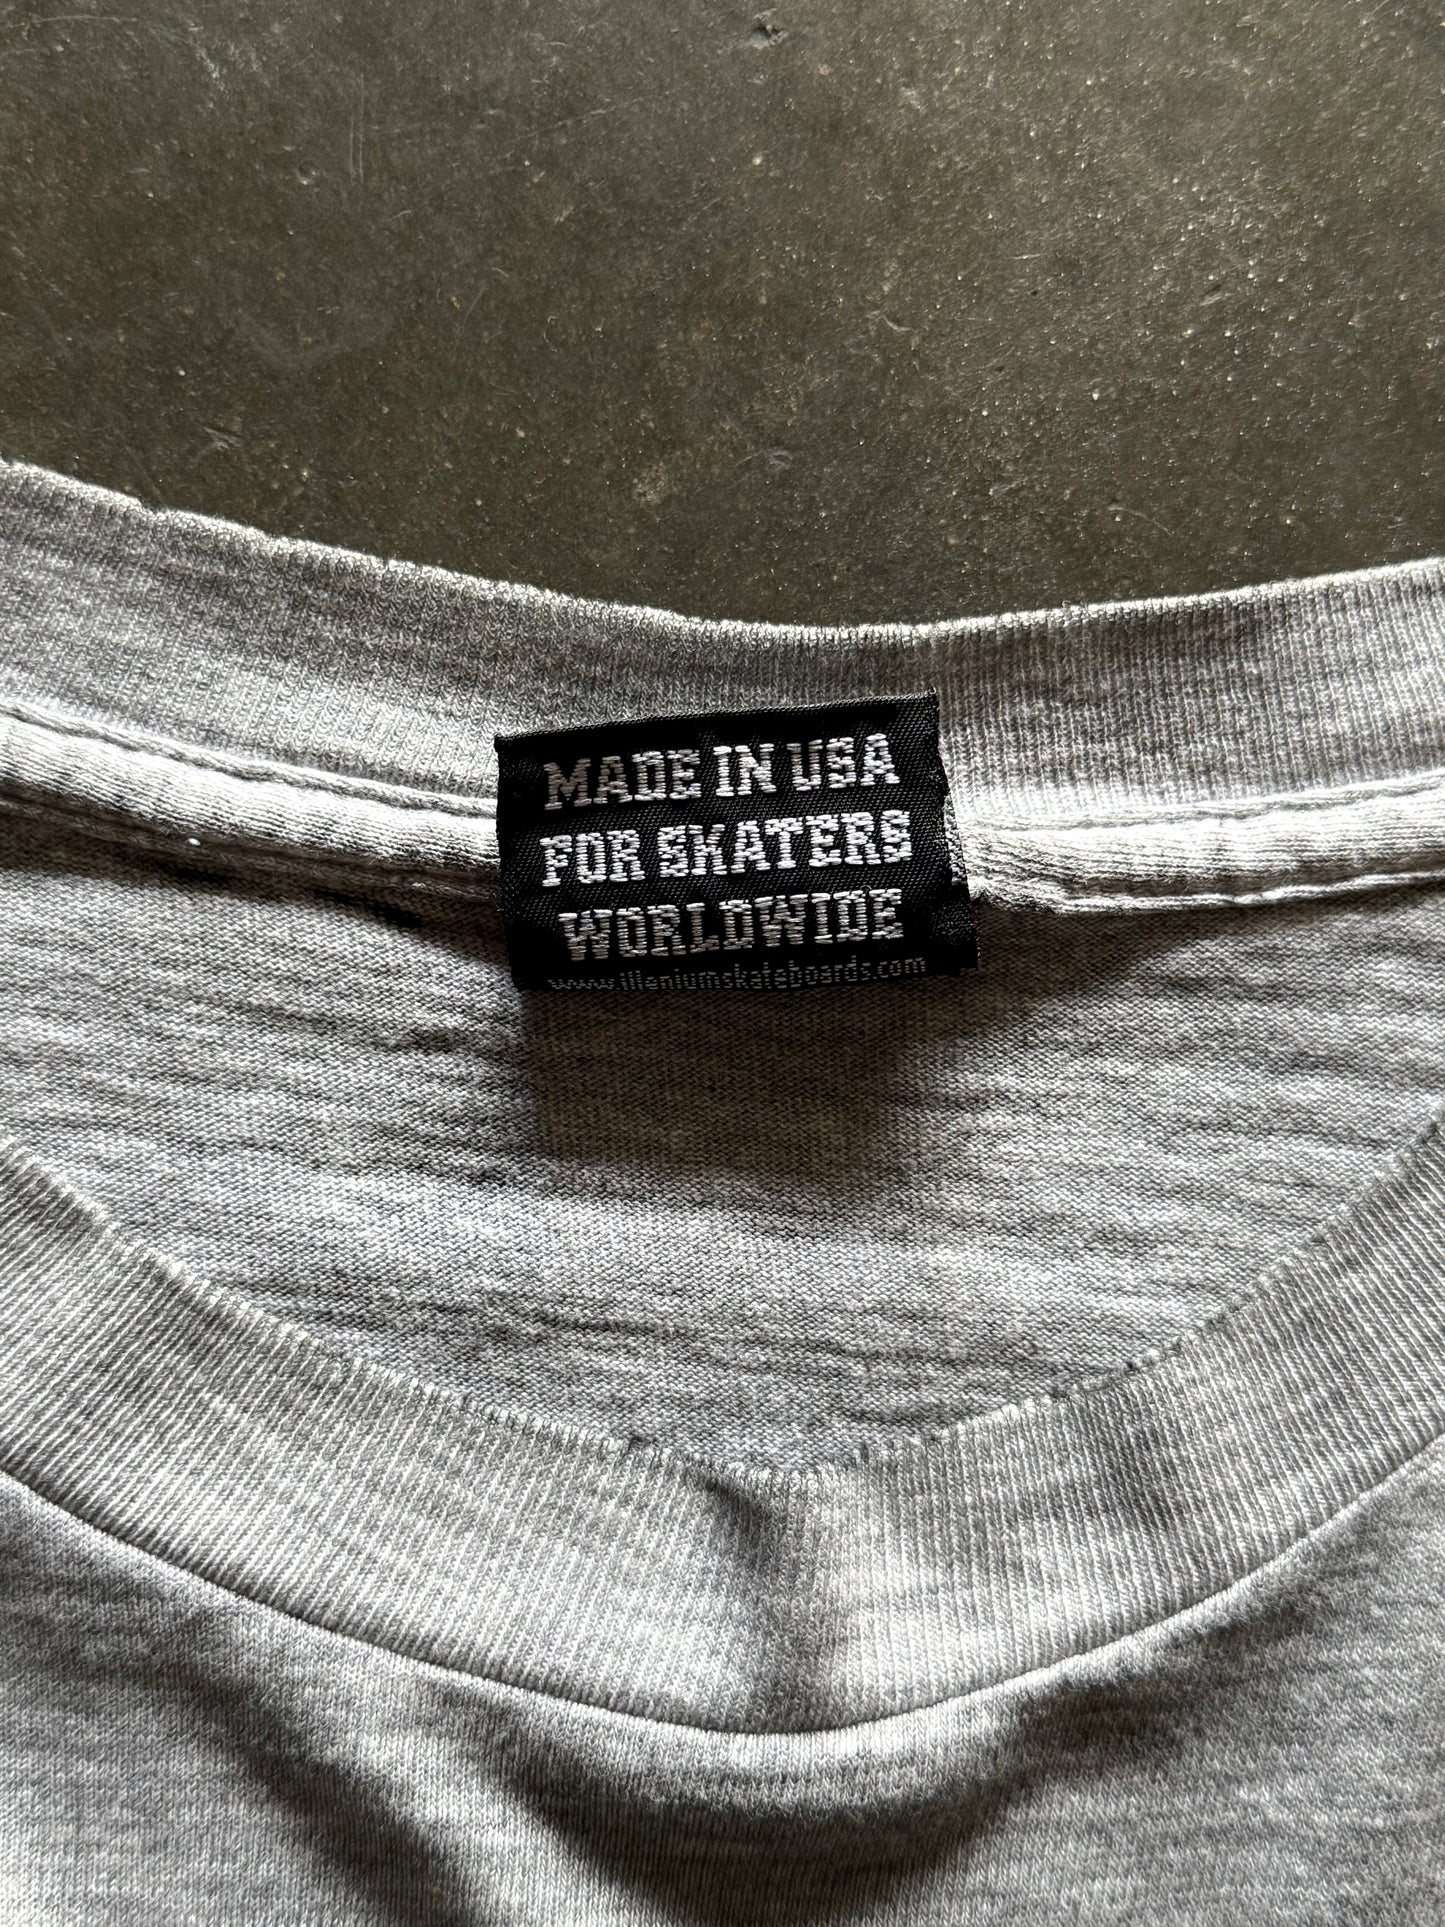 MADE IN USA
FOR SKATERS
WORLDWIDE
www.illeniumskateboards.com